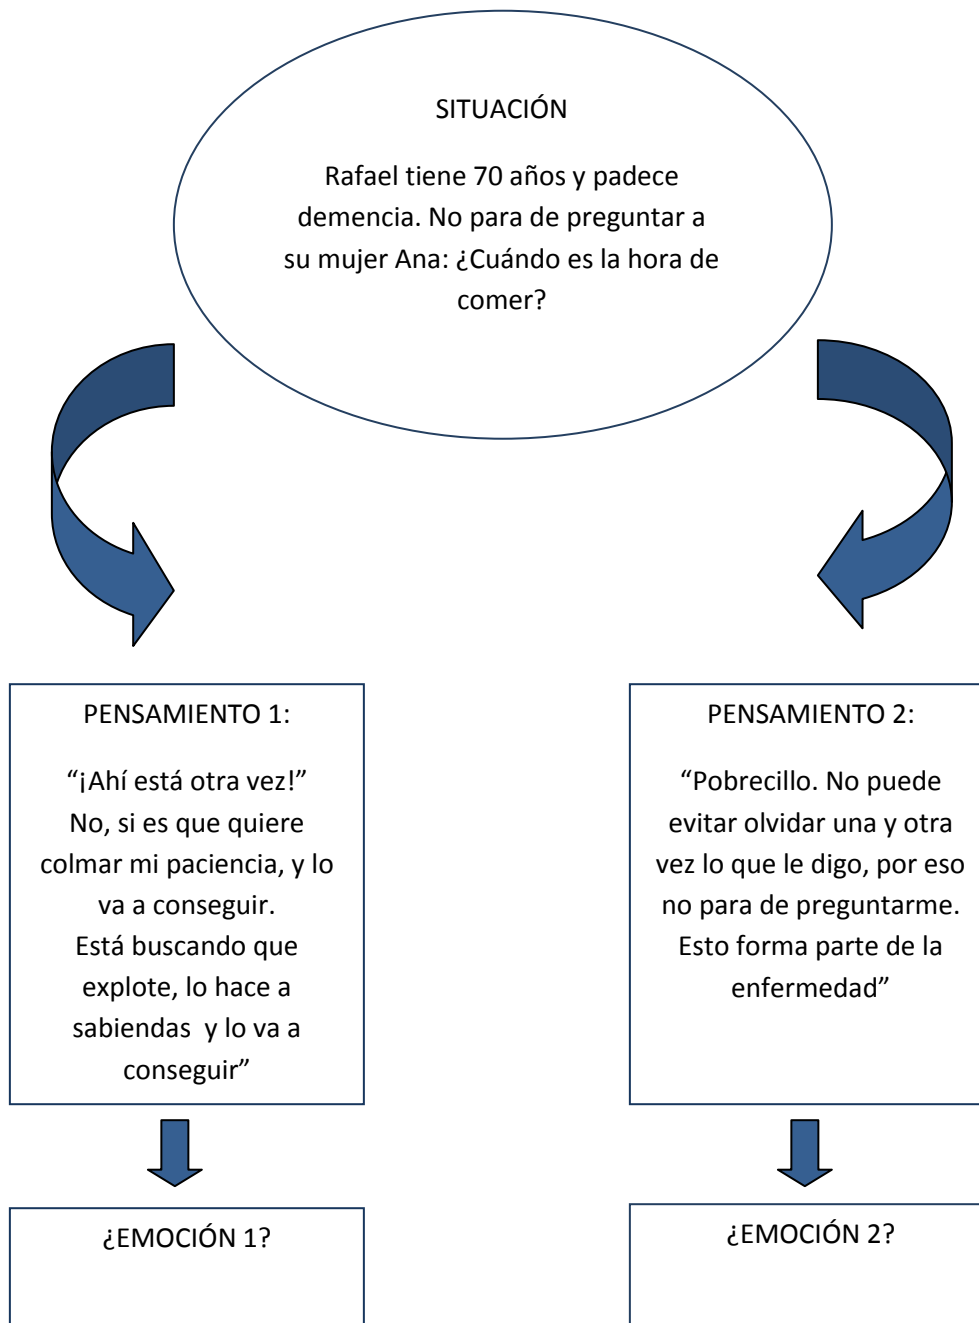 SITUACIÓN
Rafael tiene 70 años y padece
demencia. No para de preguntar a
su mujer Ana: ¿Cuándo es la hora de
comer?
PENSAMIENTO 1:
“¡Ahí está otra vez!”
No, si es que quiere
colmar mi paciencia, y lo
va a conseguir.
Está buscando que
explote, lo hace a
sabiendas  y lo va a
conseguir”
PENSAMIENTO 2:
“Pobrecillo. No puede
evitar olvidar una y otra
vez lo que le digo, por eso
no para de preguntarme.
Esto forma parte de la
enfermedad”
¿EMOCIÓN 1?
¿EMOCIÓN 2?